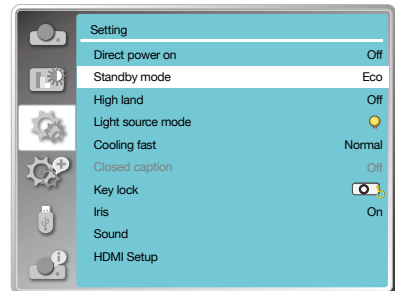 Setting
Direct power on Off
Standby mode Eco
High land Off
Light source mode
Cooling fast Normal
Closed caption Off
Key lock
Iris On
Sound
HDMI Setup